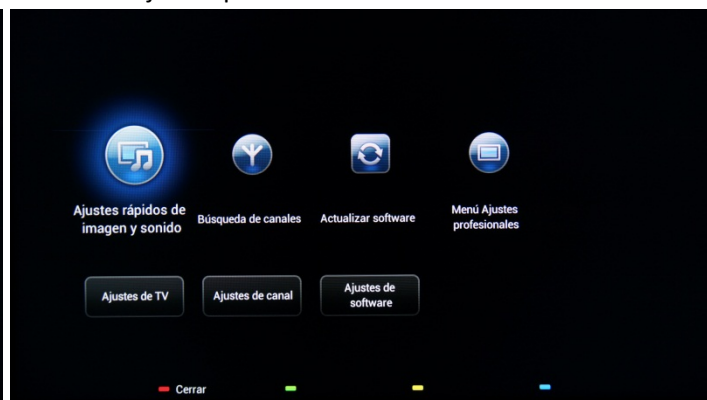 Ajustes rápidos de
imagen y sonido
Búsqueda de canales
Actualizar software
Menú Ajustes
profesionales
Ajustes de TV
Ajustes de canal
Ajustes de
software
Cerrar